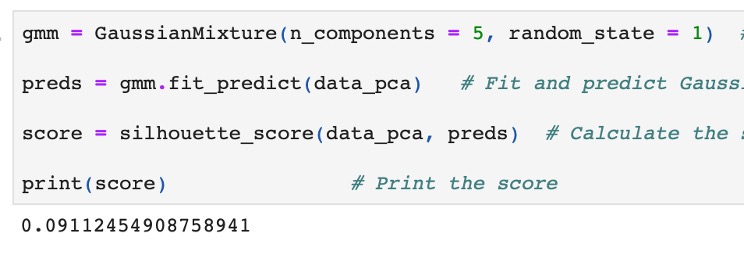 gmm = GaussianMixture(n_components = 5, random_state = 1) #
preds = gmm.fit_predict(data_pca) # Fit and predict
score = silhouette_score(data_pca, preds) # Calculate the
print(score) # Print the score
0.09112454908758941